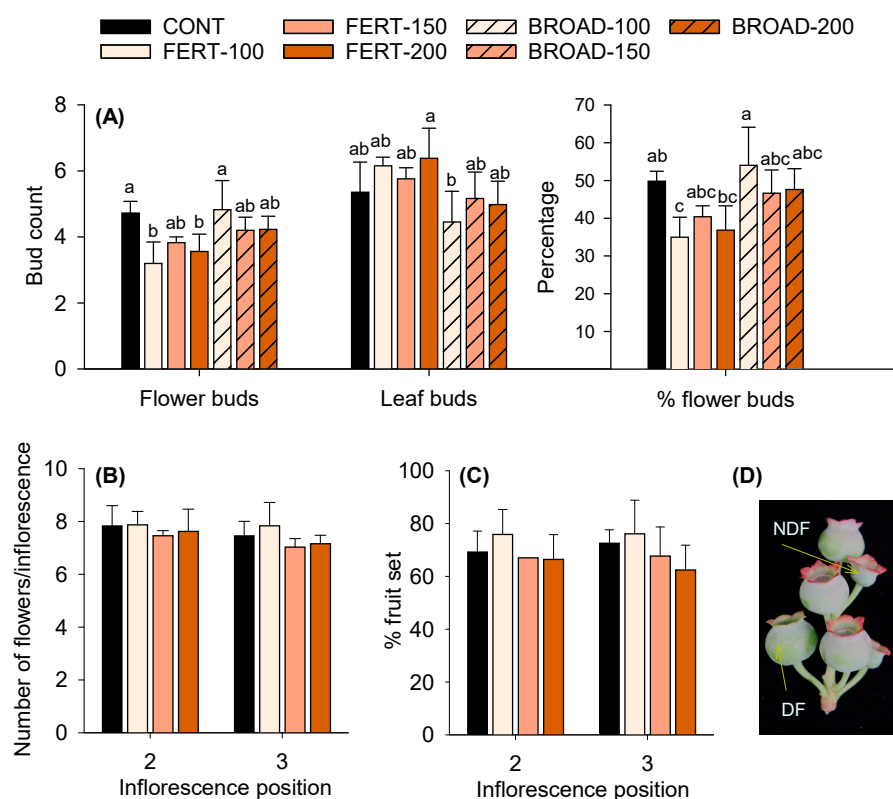 CONT FERT-150 BROAD-100 BROAD-200
FERT-100 FERT-200 BROAD-150
(A)
Bud count
8
6
4
2
0
a b ab b a ab ab
ab ab ab a b ab ab
Flower buds Leaf buds
Percentage
70
60
50
40
30
20
10
ab c abc bc a abc abc
% flower buds
(B)
Number of flowers/inflorescence
10
8
6
4
2
0
2 3
Inflorescence position
(C)
% fruit set
100
80
60
40
20
0
2 3
Inflorescence position
(D)
NDF
DF